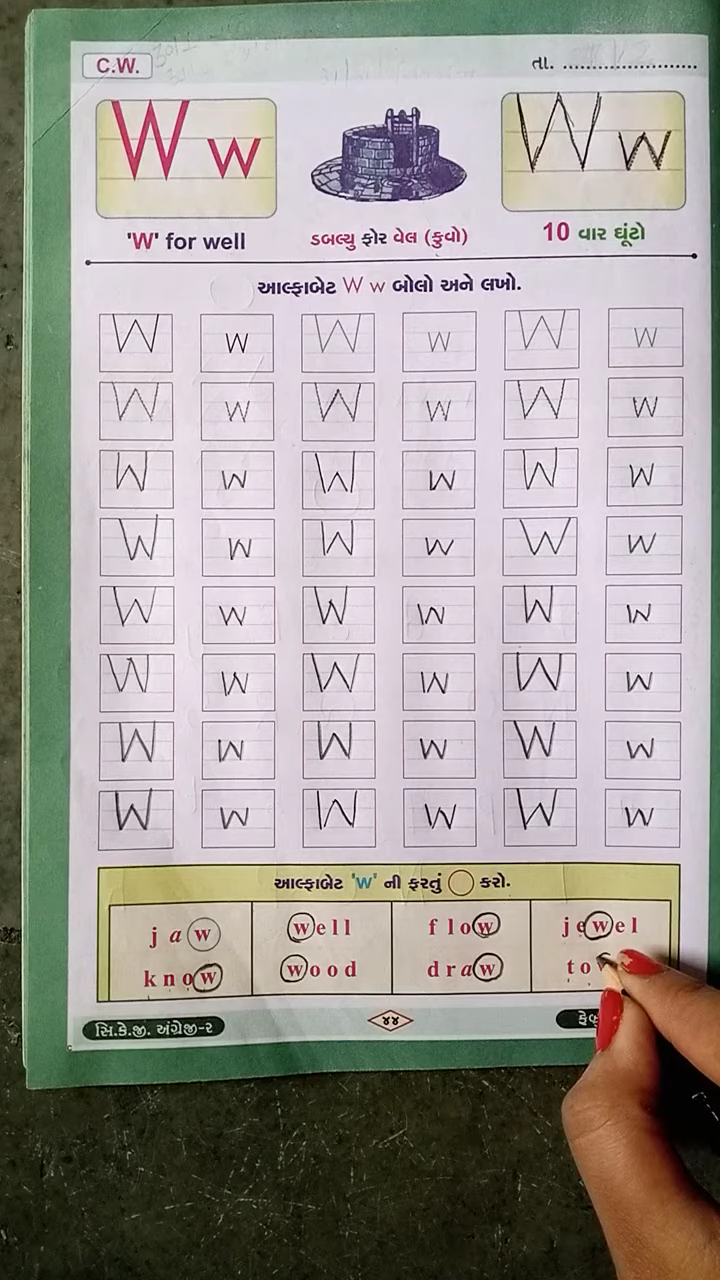 C.W.
તા. ......................
W w W w
'W' for well ડબલ્યુ ફોર વેલ (કુવો) 10 વાર ઘૂંટો
આલ્ફાબેટ W w બોલો અને લખો.
W w W w W w
W w W w W w
W w W w W w
W w W w W w
W w W w W w
W w W w W w
W w W w W w
W w W w W w
આલ્ફાબેટ 'w' ની ફરતું ◯ કરો.
jaw well flow jewel
know wood draw
સિ.કે.જી. અંગ્રેજી-૨ ૪૪